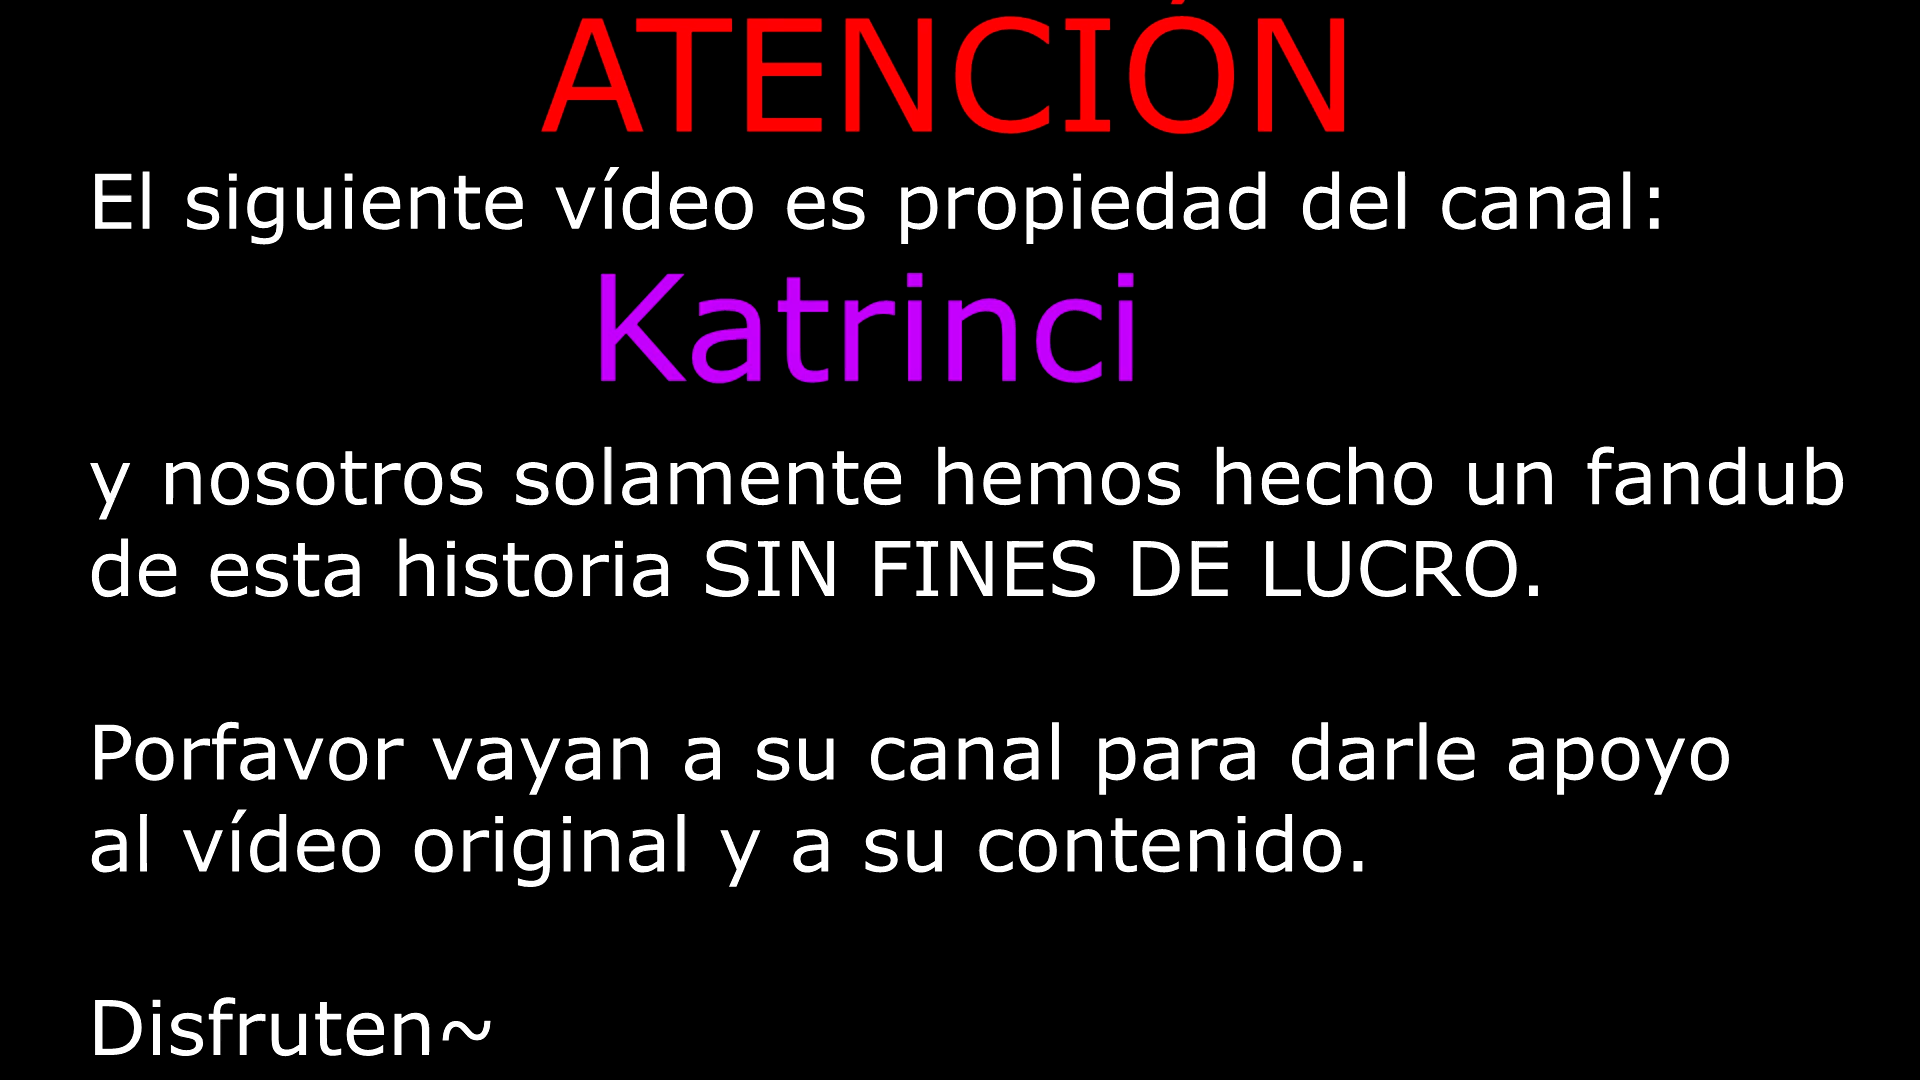 ATENCIÓN
El siguiente vídeo es propiedad del canal:
Katrinci
y nosotros solamente hemos hecho un fandub
de esta historia SIN FINES DE LUCRO.
Porfavor vayan a su canal para darle apoyo
al vídeo original y a su contenido.
Disfruten~